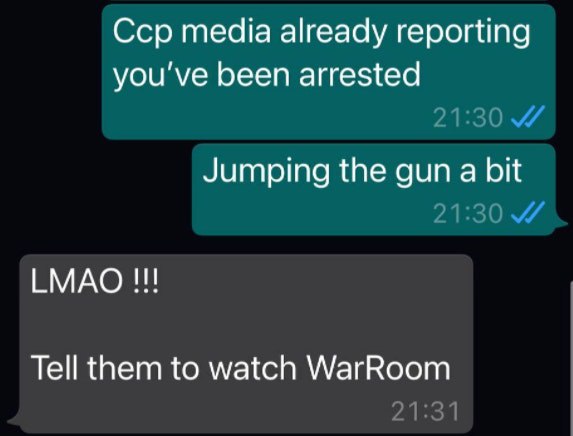 Ccp media already reporting
you've been arrested
21:30
Jumping the gun a bit
21:30
LMAO !!!
Tell them to watch WarRoom
21:31